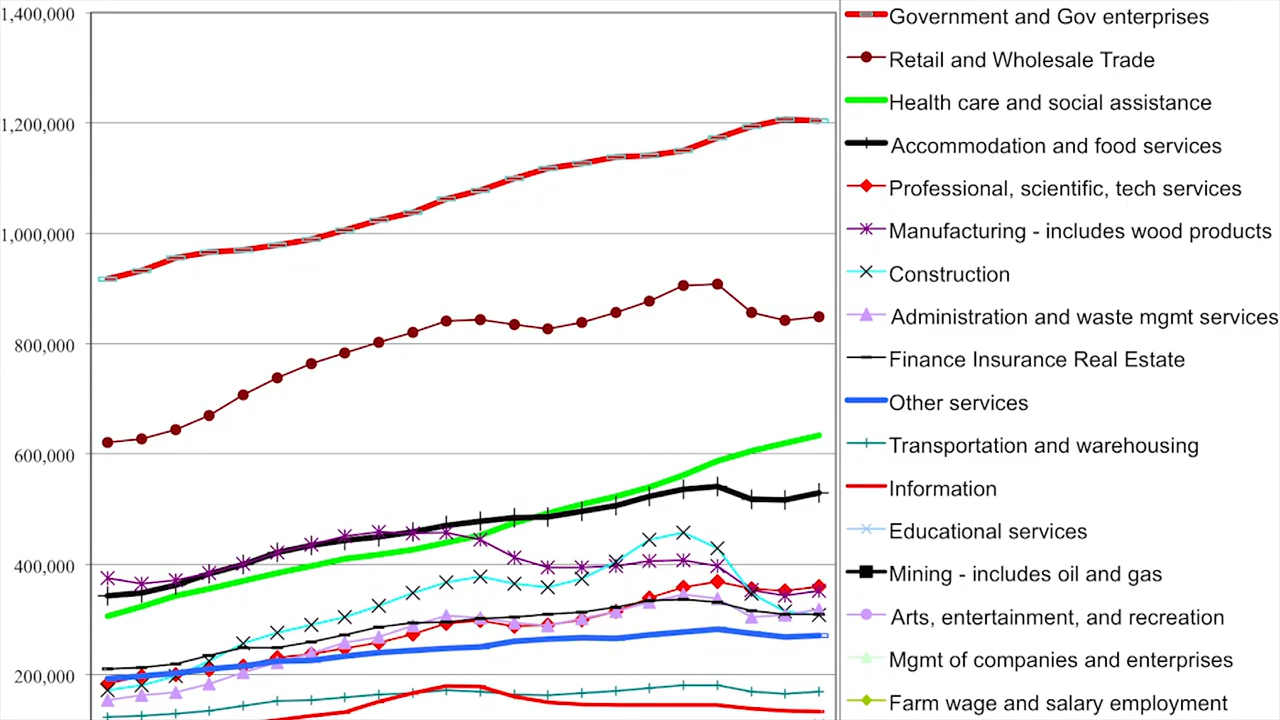 1,400,000
1,200,000
1,000,000
800,000
600,000
400,000
200,000
Government and Gov enterprises
Retail and Wholesale Trade
Health care and social assistance
Accommodation and food services
Professional, scientific, tech services
Manufacturing - includes wood products
Construction
Administration and waste mgmt services
Finance Insurance Real Estate
Other services
Transportation and warehousing
Information
Educational services
Mining - includes oil and gas
Arts, entertainment, and recreation
Mgmt of companies and enterprises
Farm wage and salary employment